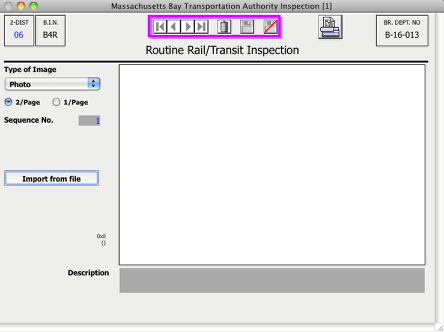 Massachusetts Bay Transportation Authority Inspection [1]
2-DIST
06
B.I.N.
B4R
BR. DEPT. NO
B-16-013
Routine Rail/Transit Inspection
Type of Image
Photo
2/Page 1/Page
Sequence No. 1
Import from file
0x0
()
Description